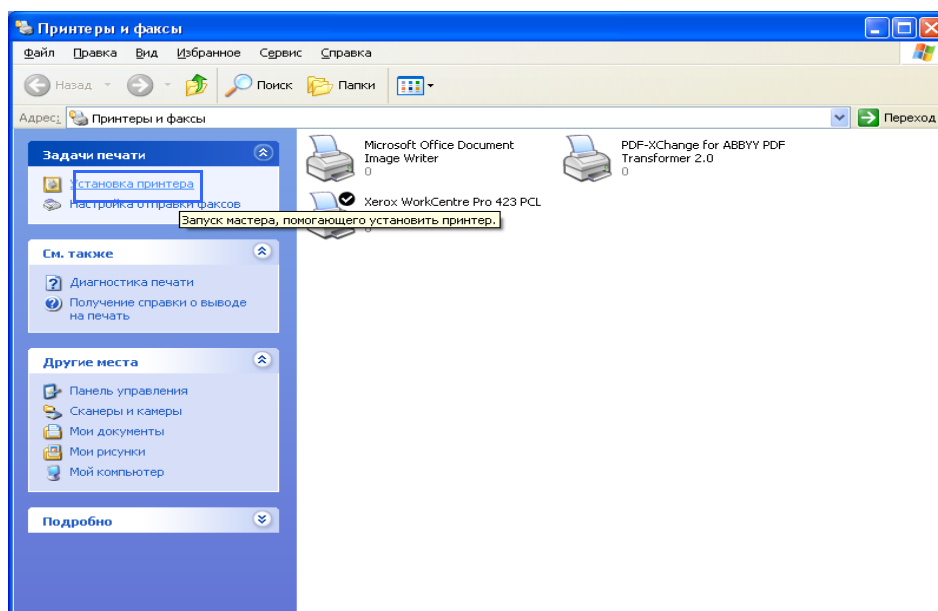 Принтеры и факсы
Файл Правка Вид Избранное Сервис Справка
Назад Поиск Папки
Адрес: Принтеры и факсы Переход
Задачи печати
Установка принтера
Настройка отправки факсов
Запуск мастера, помогающего установить принтер.
См. также
Диагностика печати
Получение справки о выводе
на печать
Другие места
Панель управления
Сканеры и камеры
Мои документы
Мои рисунки
Мой компьютер
Подробно
Microsoft Office Document
Image Writer
0
PDF-XChange for ABBYY PDF
Transformer 2.0
0
Xerox WorkCentre Pro 423 PCL